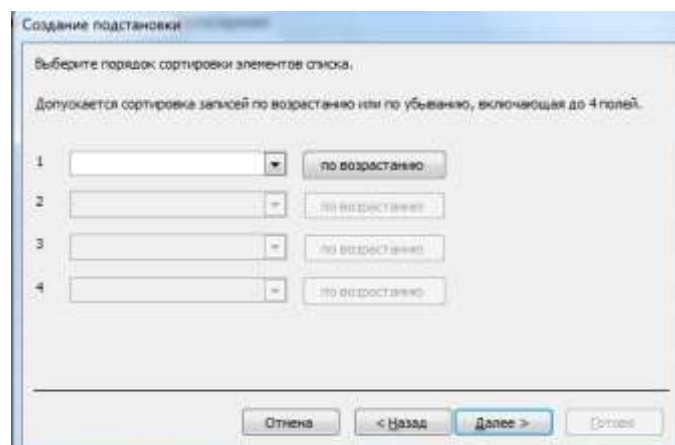 Создание подстановки
Выберите порядок сортировки элементов списка.
Допускается сортировка записей по возрастанию или по убыванию, включающая до 4 полей.
1 по возрастанию
2 по возрастанию
3 по возрастанию
4 по возрастанию
Отмена < Назад Далее > Готово